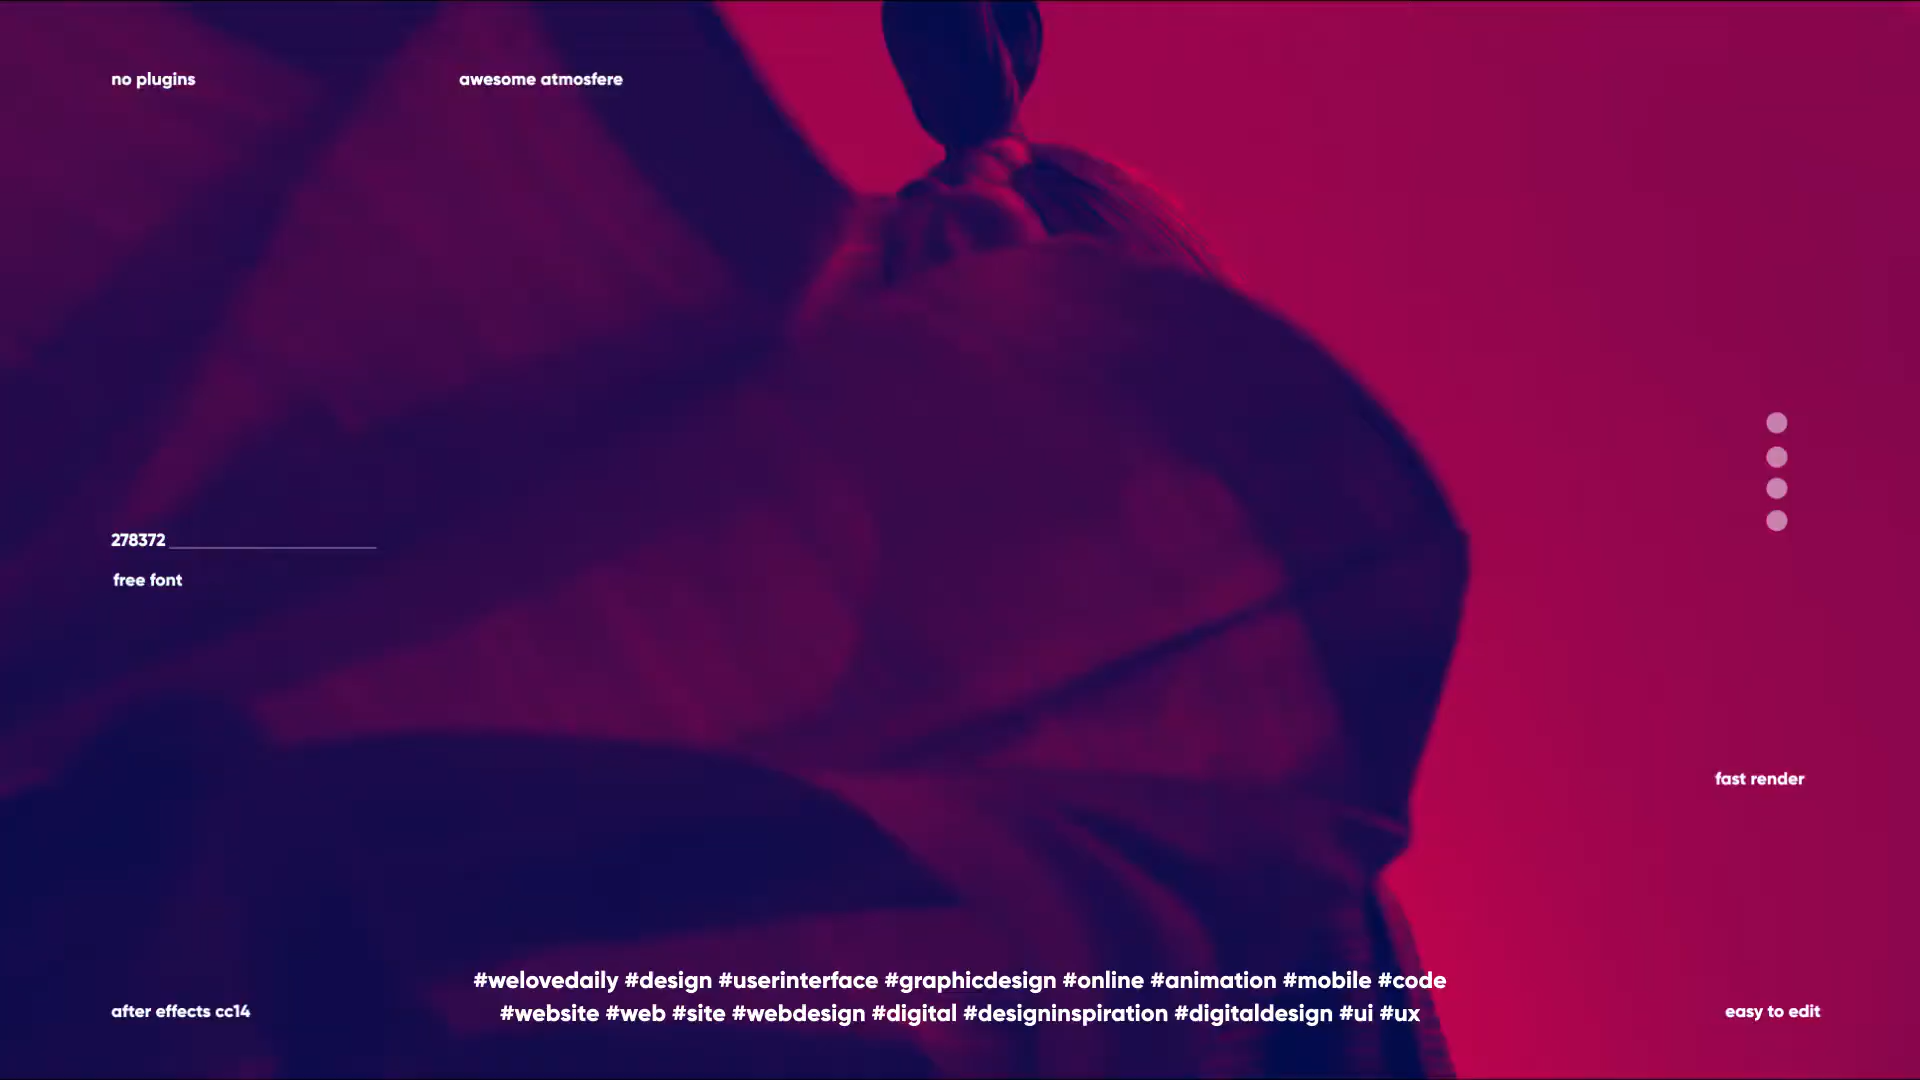 no plugins
awesome atmosfere
278372
free font
fast render
#welovedaily #design #userinterface #graphicdesign #online #animation #mobile #code
#website #web #site #webdesign #digital #designinspiration #digitaldesign #ui #ux
after effects cc14
easy to edit